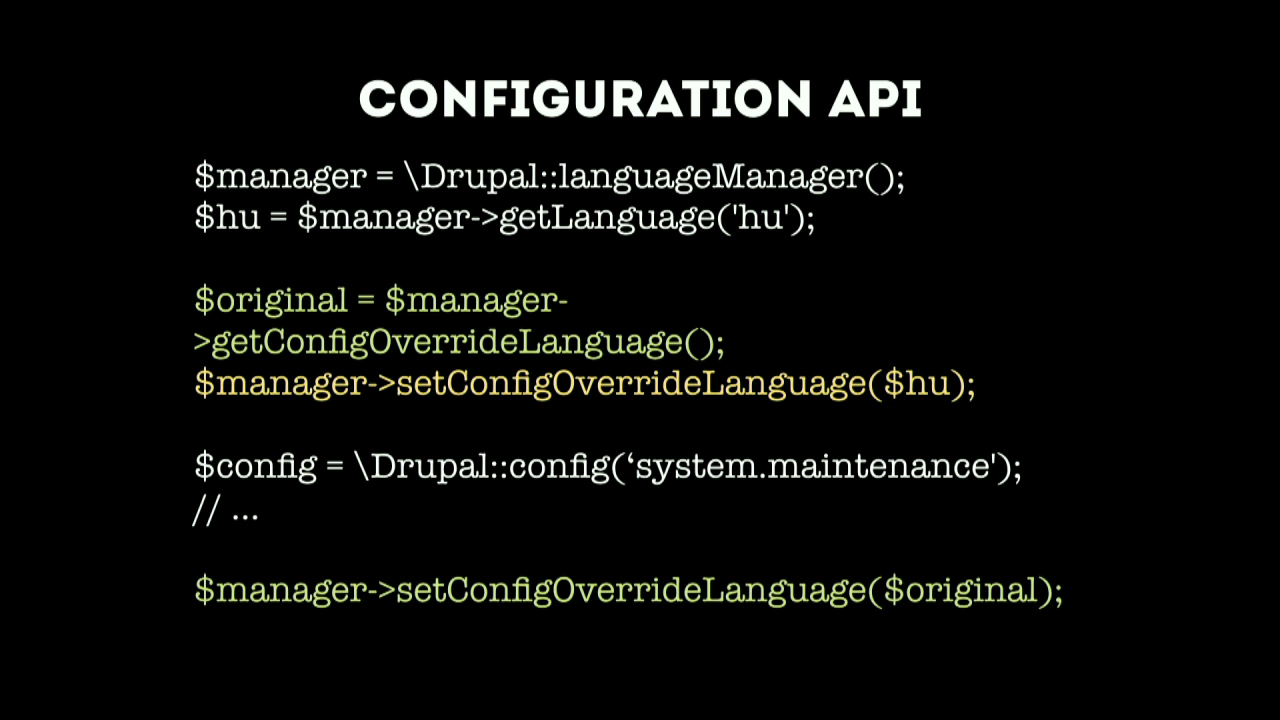 CONFIGURATION API
$manager = \Drupal::languageManager();
$hu = $manager->getLanguage('hu');
$original = $manager-
>getConfigOverrideLanguage();
$manager->setConfigOverrideLanguage($hu);
$config = \Drupal::config(‘system.maintenance');
// ...
$manager->setConfigOverrideLanguage($original);